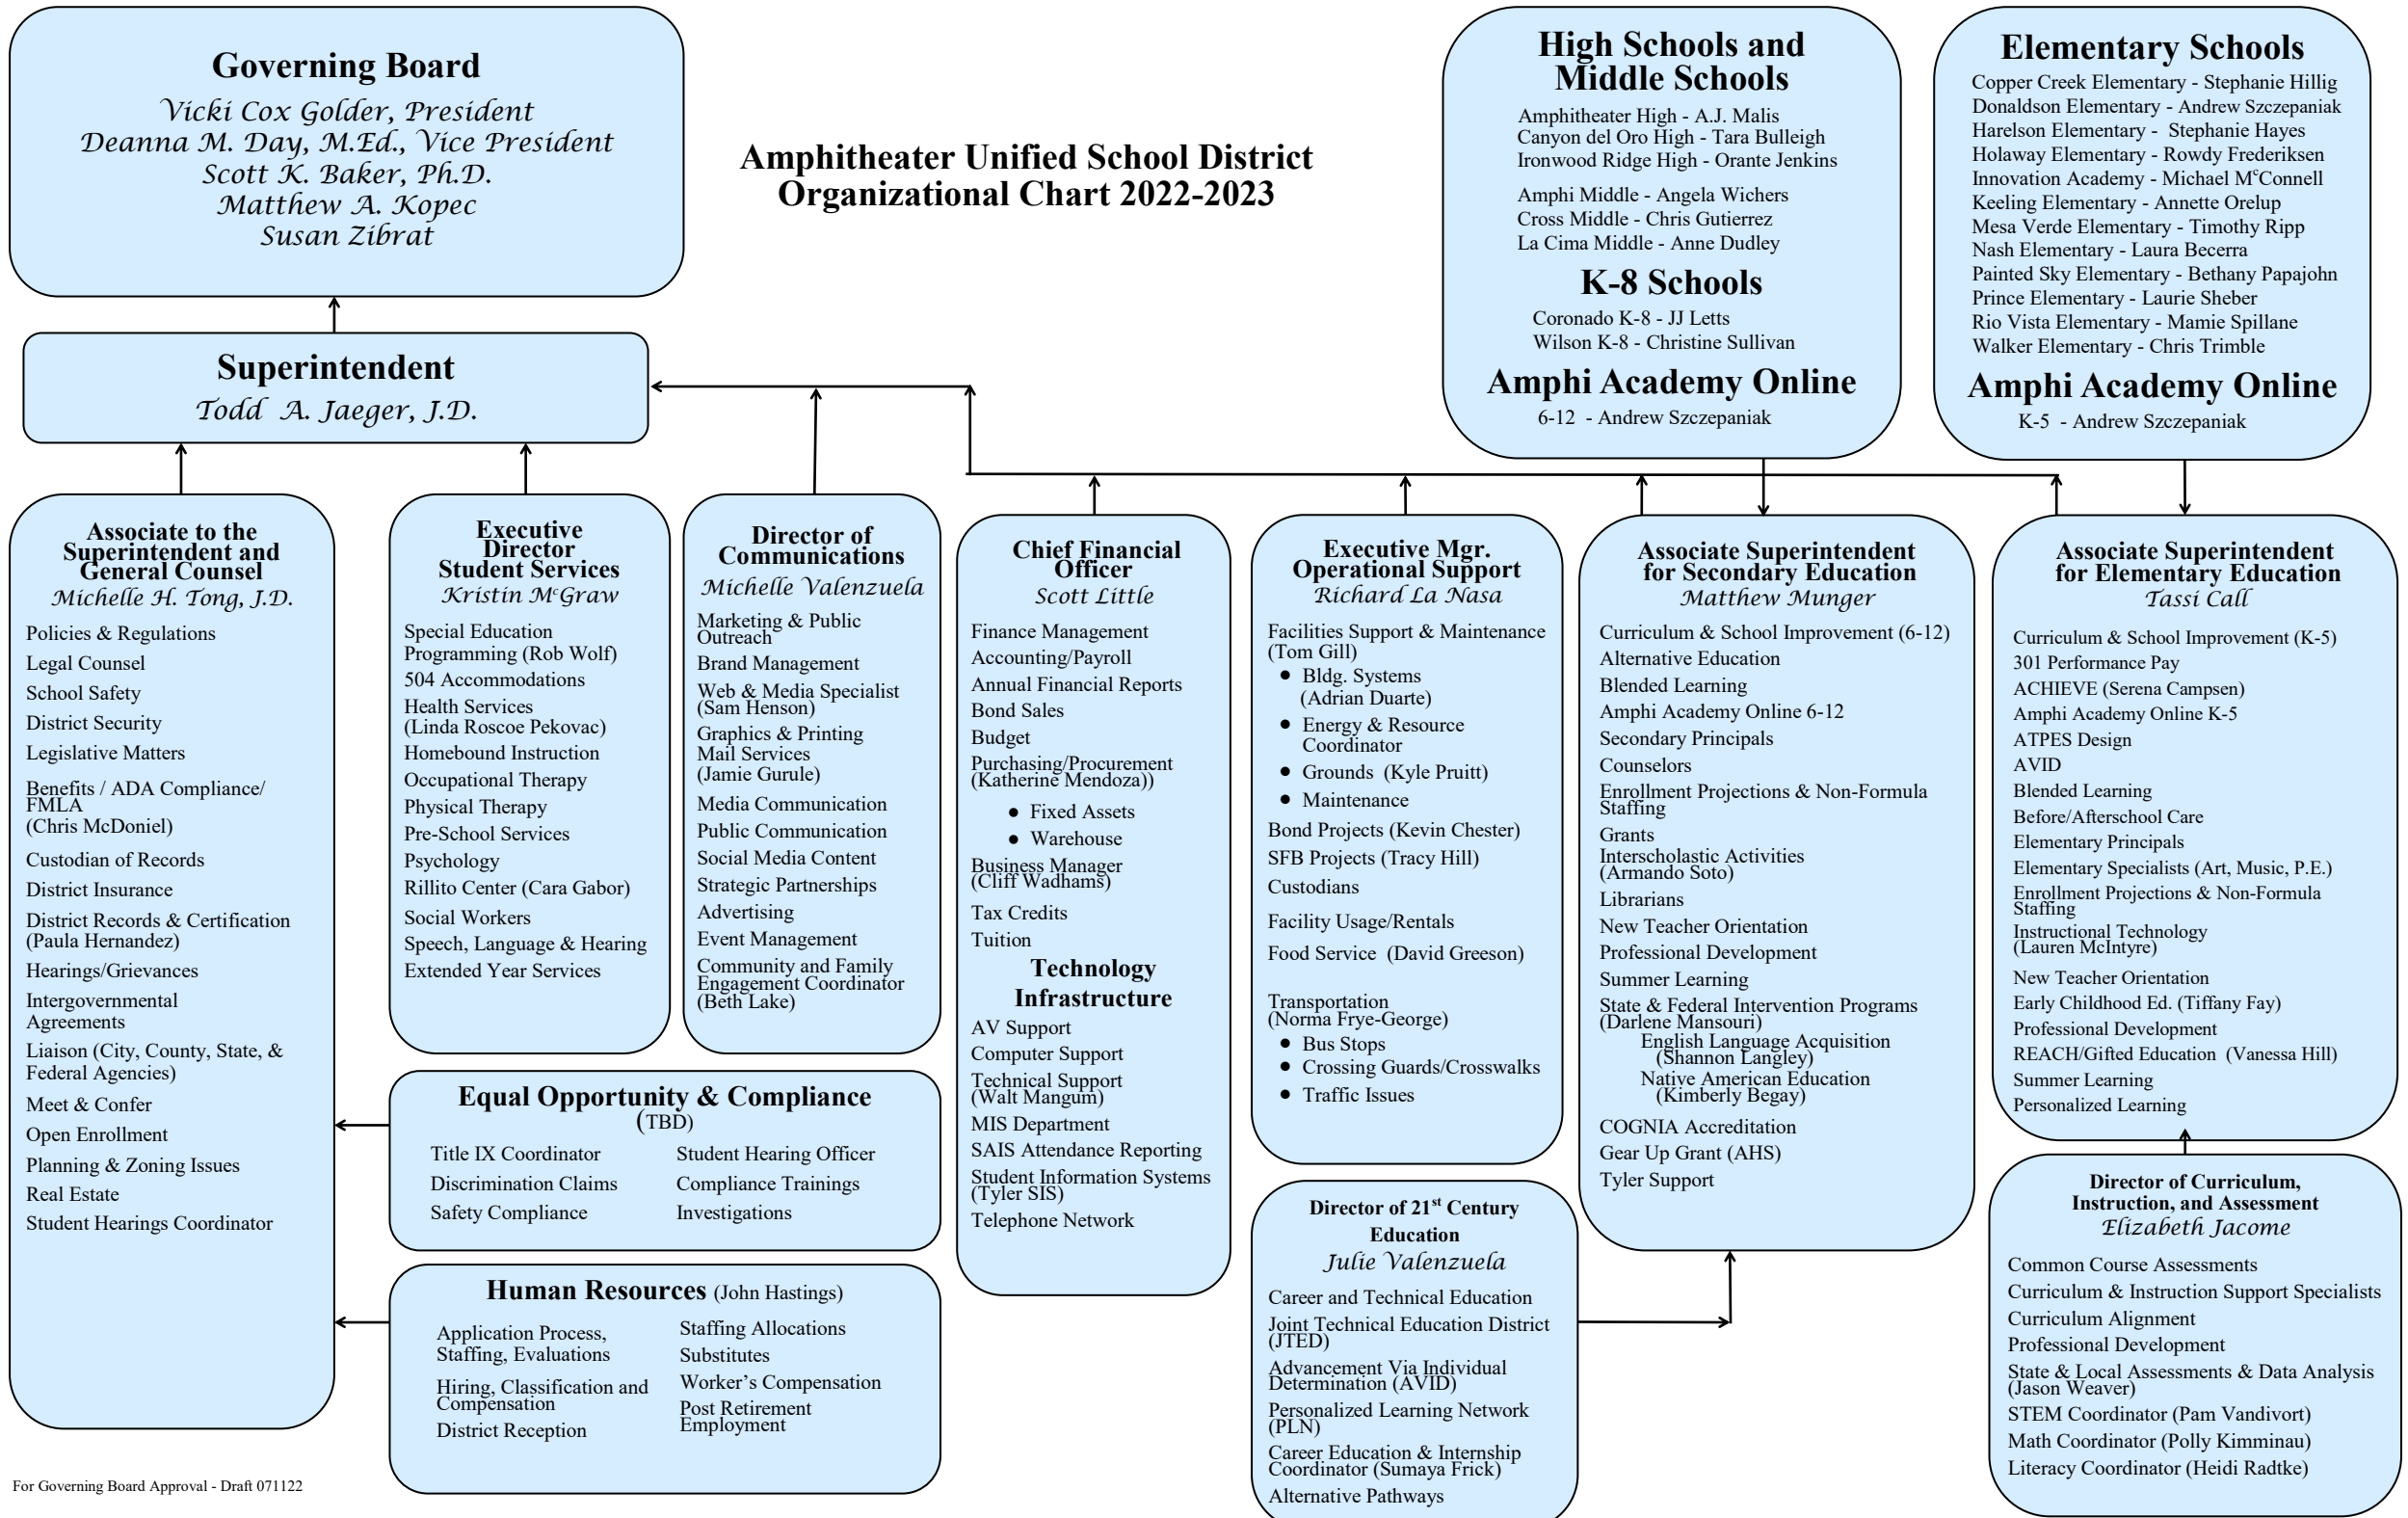 Governing Board
Vicki Cox Golder, President
Deanna M. Day, M.Ed., Vice President
Scott K. Baker, Ph.D.
Matthew A. Kopec
Susan Zibrat
Amphitheater Unified School District
Organizational Chart 2022-2023
High Schools and
Middle Schools
Amphitheater High - A.J. Malis
Canyon del Oro High - Tara Bulleigh
Ironwood Ridge High - Orante Jenkins
Amphi Middle - Angela Wichers
Cross Middle - Chris Gutierrez
La Cima Middle - Anne Dudley
K-8 Schools
Coronado K-8 - JJ Letts
Wilson K-8 - Christine Sullivan
Amphi Academy Online
6-12 - Andrew Szczepaniak
Elementary Schools
Copper Creek Elementary - Stephanie Hillig
Donaldson Elementary - Andrew Szczepaniak
Harelson Elementary - Stephanie Hayes
Holaway Elementary - Rowdy Frederiksen
Innovation Academy - Michael McConnell
Keeling Elementary - Annette Orelup
Mesa Verde Elementary - Timothy Ripp
Nash Elementary - Laura Becerra
Painted Sky Elementary - Bethany Papajohn
Prince Elementary - Laurie Sheber
Rio Vista Elementary - Mamie Spillane
Walker Elementary - Chris Trimble
Amphi Academy Online
K-5 - Andrew Szczepaniak
Superintendent
Todd A. Jaeger, J.D.
Associate to the
Superintendent and
General Counsel
Michelle H. Tong, J.D.
Policies & Regulations
Legal Counsel
School Safety
District Security
Legislative Matters
Benefits / ADA Compliance/
FMLA
(Chris McDoniel)
Custodian of Records
District Insurance
District Records & Certification
(Paula Hernandez)
Hearings/Grievances
Intergovernmental
Agreements
Liaison (City, County, State, &
Federal Agencies)
Meet & Confer
Open Enrollment
Planning & Zoning Issues
Real Estate
Student Hearings Coordinator
Executive
Director
Student Services
Kristin McGraw
Special Education
Programming (Rob Wolf)
504 Accommodations
Health Services
(Linda Roscoe Pekovac)
Homebound Instruction
Occupational Therapy
Physical Therapy
Pre-School Services
Psychology
Rillito Center (Cara Gabor)
Social Workers
Speech, Language & Hearing
Extended Year Services
Director of
Communications
Michelle Valenzuela
Marketing & Public
Outreach
Brand Management
Web & Media Specialist
(Sam Henson)
Graphics & Printing
Mail Services
(Jamie Gurule)
Media Communication
Public Communication
Social Media Content
Strategic Partnerships
Advertising
Event Management
Community and Family
Engagement Coordinator
(Beth Lake)
Equal Opportunity & Compliance
(TBD)
Title IX Coordinator
Discrimination Claims
Safety Compliance
Student Hearing Officer
Compliance Trainings
Investigations
Human Resources (John Hastings)
Application Process,
Staffing, Evaluations
Hiring, Classification and
Compensation
District Reception
Staffing Allocations
Substitutes
Worker's Compensation
Post Retirement
Employment
Chief Financial
Officer
Scott Little
Finance Management
Accounting/Payroll
Annual Financial Reports
Bond Sales
Budget
Purchasing/Procurement
(Katherine Mendoza))
• Fixed Assets
• Warehouse
Business Manager
(Cliff Wadhams)
Tax Credits
Tuition
Technology
Infrastructure
AV Support
Computer Support
Technical Support
(Walt Mangum)
MIS Department
SAIS Attendance Reporting
Student Information Systems
(Tyler SIS)
Telephone Network
Executive Mgr.
Operational Support
Richard La Nasa
Facilities Support & Maintenance
(Tom Gill)
• Bldg. Systems
(Adrian Duarte)
• Energy & Resource
Coordinator
• Grounds (Kyle Pruitt)
• Maintenance
Bond Projects (Kevin Chester)
SFB Projects (Tracy Hill)
Custodians
Facility Usage/Rentals
Food Service (David Greeson)
Transportation
(Norma Frye-George)
• Bus Stops
• Crossing Guards/Crosswalks
• Traffic Issues
Director of 21st Century
Education
Julie Valenzuela
Career and Technical Education
Joint Technical Education District
(JTED)
Advancement Via Individual
Determination (AVID)
Personalized Learning Network
(PLN)
Career Education & Internship
Coordinator (Sumaya Frick)
Alternative Pathways
Associate Superintendent
for Secondary Education
Matthew Munger
Curriculum & School Improvement (6-12)
Alternative Education
Blended Learning
Amphi Academy Online 6-12
Secondary Principals
Counselors
Enrollment Projections & Non-Formula
Staffing
Grants
Interscholastic Activities
(Armando Soto)
Librarians
New Teacher Orientation
Professional Development
Summer Learning
State & Federal Intervention Programs
(Darlene Mansouri)
English Language Acquisition
(Shannon Langley)
Native American Education
(Kimberly Begay)
COGNIA Accreditation
Gear Up Grant (AHS)
Tyler Support
Associate Superintendent
for Elementary Education
Tassi Call
Curriculum & School Improvement (K-5)
301 Performance Pay
ACHIEVE (Serena Campsen)
Amphi Academy Online K-5
ATPES Design
AVID
Blended Learning
Before/Afterschool Care
Elementary Principals
Elementary Specialists (Art, Music, P.E.)
Enrollment Projections & Non-Formula
Staffing
Instructional Technology
(Lauren McIntyre)
New Teacher Orientation
Early Childhood Ed. (Tiffany Fay)
Professional Development
REACH/Gifted Education (Vanessa Hill)
Summer Learning
Personalized Learning
Director of Curriculum,
Instruction, and Assessment
Elizabeth Jacome
Common Course Assessments
Curriculum & Instruction Support Specialists
Curriculum Alignment
Professional Development
State & Local Assessments & Data Analysis
(Jason Weaver)
STEM Coordinator (Pam Vandivort)
Math Coordinator (Polly Kimminau)
Literacy Coordinator (Heidi Radtke)
For Governing Board Approval - Draft 071122